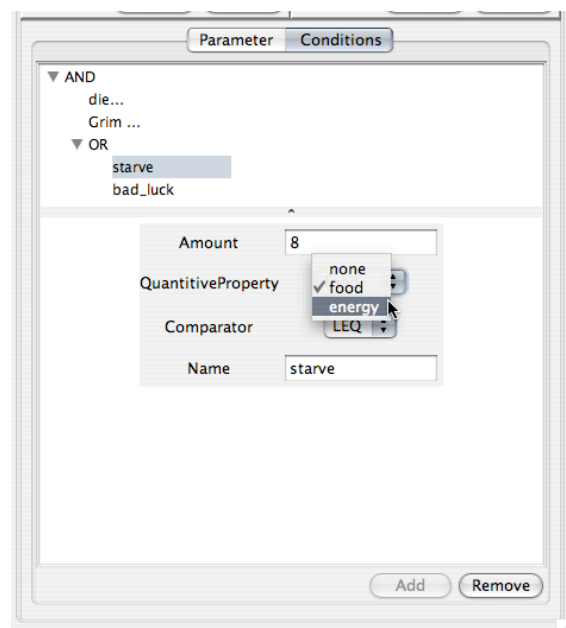 Parameter Conditions
AND
die...
Grim ...
OR
starve
bad_luck
Amount 8
none
QuantitiveProperty ✓ food
energy
Comparator LEQ
Name starve
Add Remove